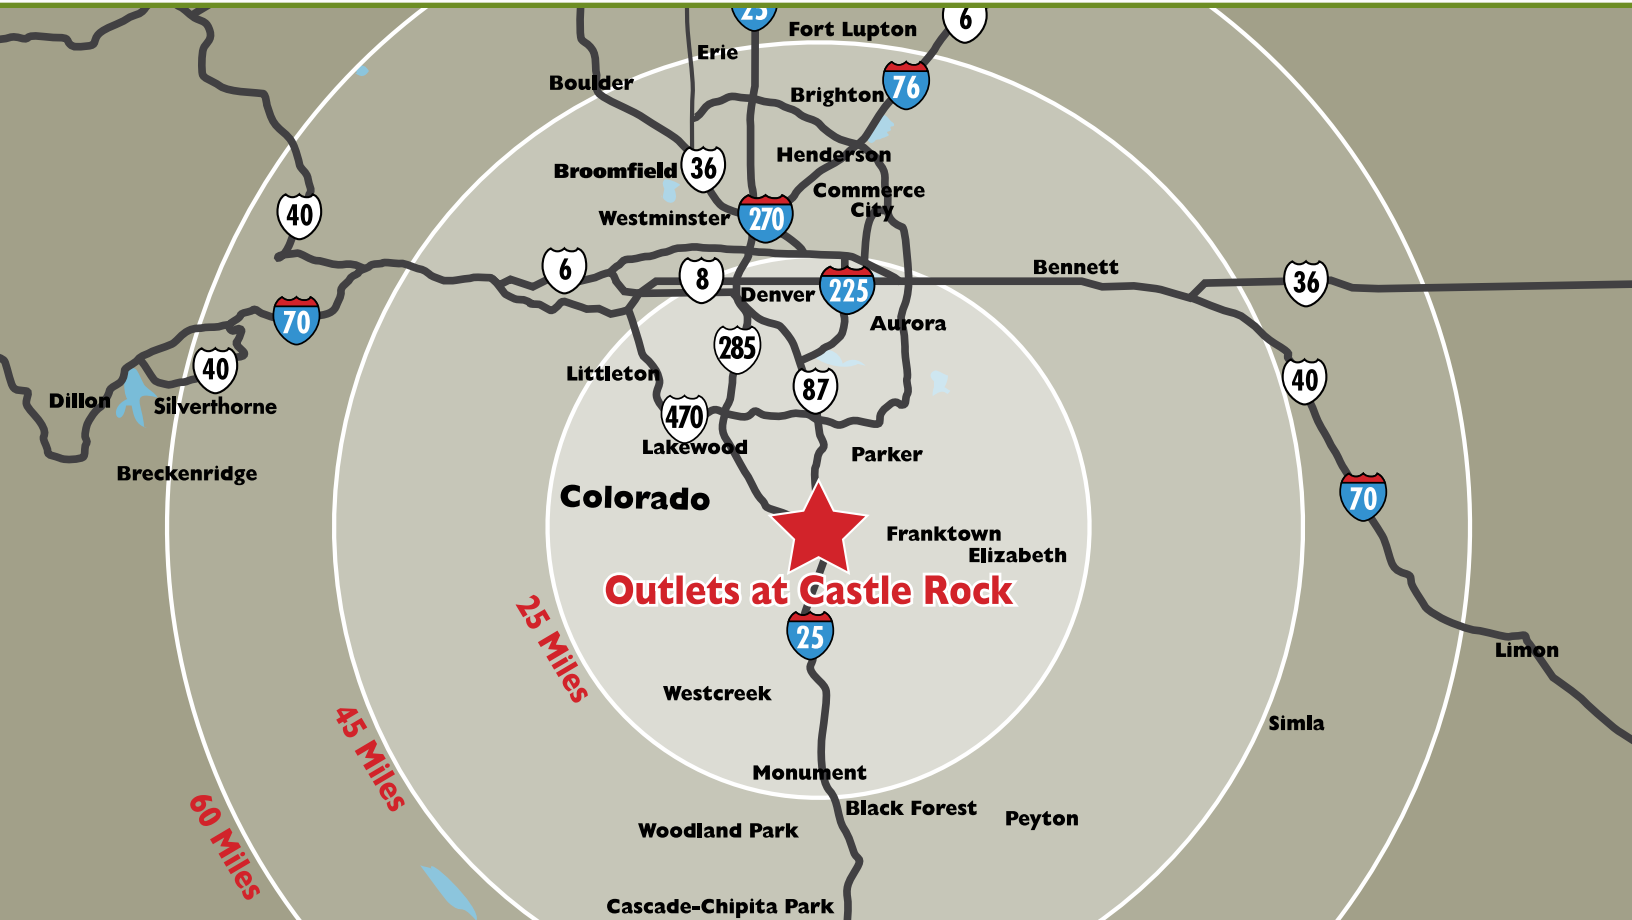 25
6
Fort Lupton
Erie
Boulder
76
Brighton
Henderson
36
Broomfield
Commerce
City
40
Westminster
270
6
8
Bennett
36
Denver
225
70
Aurora
285
40
Littleton
87
40
Dillon
Silverthorne
470
Lakewood
Parker
Breckenridge
Colorado
70
Franktown
Elizabeth
Outlets at Castle Rock
25
25 Miles
Limon
Westcreek
45 Miles
Simla
Monument
60 Miles
Black Forest
Peyton
Woodland Park
Cascade-Chipita Park